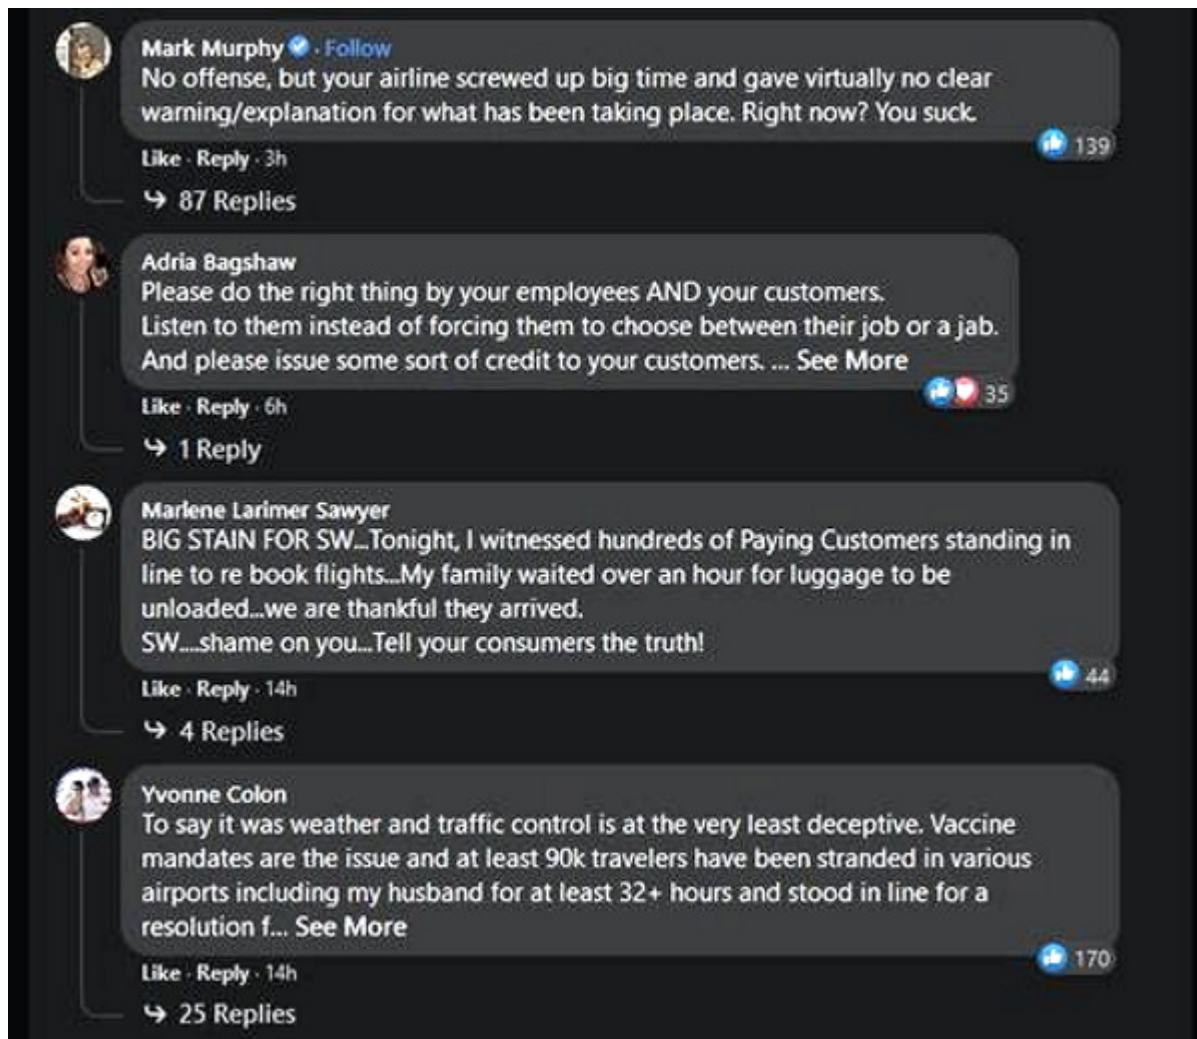 Mark Murphy · Follow
No offense, but your airline screwed up big time and gave virtually no clear
warning/explanation for what has been taking place. Right now? You suck.
139
Like · Reply · 3h
87 Replies
Adria Bagshaw
Please do the right thing by your employees AND your customers.
Listen to them instead of forcing them to choose between their job or a jab.
And please issue some sort of credit to your customers. ... See More
35
Like · Reply · 6h
1 Reply
Marlene Larimer Sawyer
BIG STAIN FOR SW...Tonight, I witnessed hundreds of Paying Customers standing in
line to re book flights...My family waited over an hour for luggage to be
unloaded...we are thankful they arrived.
SW....shame on you...Tell your consumers the truth!
44
Like · Reply · 14h
4 Replies
Yvonne Colon
To say it was weather and traffic control is at the very least deceptive. Vaccine
mandates are the issue and at least 90k travelers have been stranded in various
airports including my husband for at least 32+ hours and stood in line for a
resolution f... See More
170
Like · Reply · 14h
25 Replies